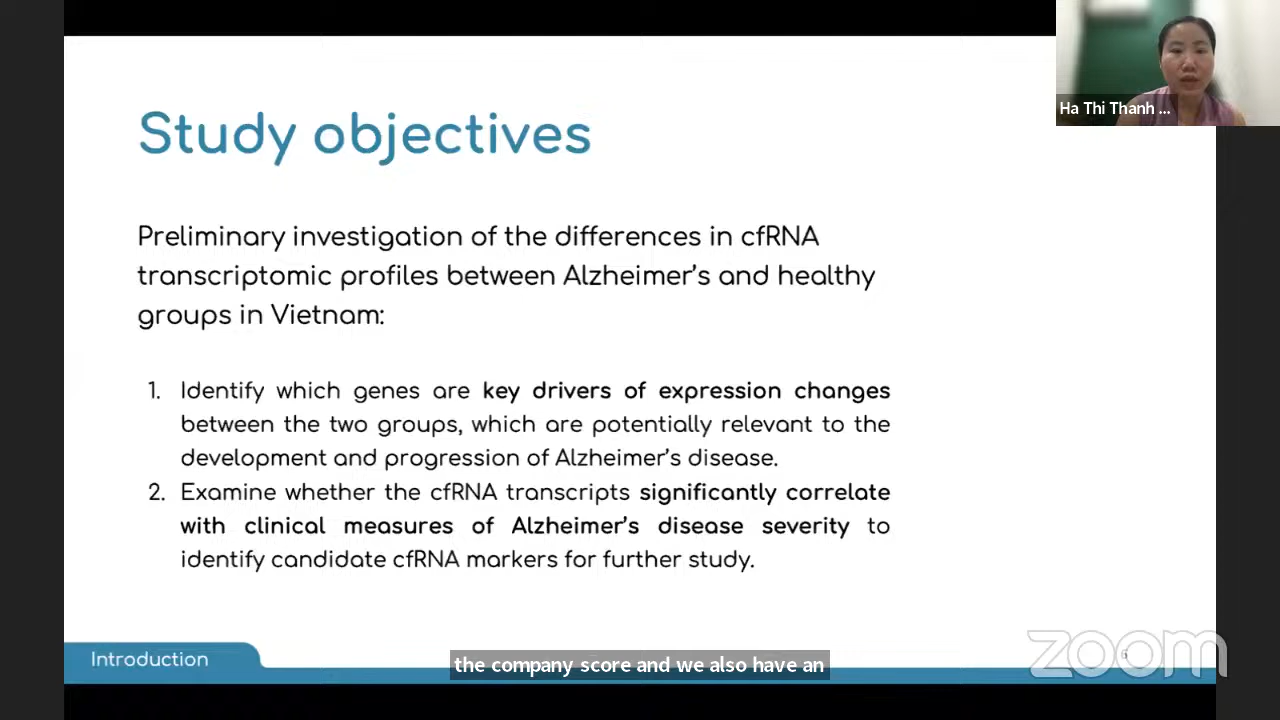 Ha Thi Thanh ...
Study objectives
Preliminary investigation of the differences in cfRNA
transcriptomic profiles between Alzheimer's and healthy
groups in Vietnam:
1. Identify which genes are key drivers of expression changes
between the two groups, which are potentially relevant to the
development and progression of Alzheimer's disease.
2. Examine whether the cfRNA transcripts significantly correlate
with clinical measures of Alzheimer's disease severity to
identify candidate cfRNA markers for further study.
Introduction
the company score and we also have an
zoom